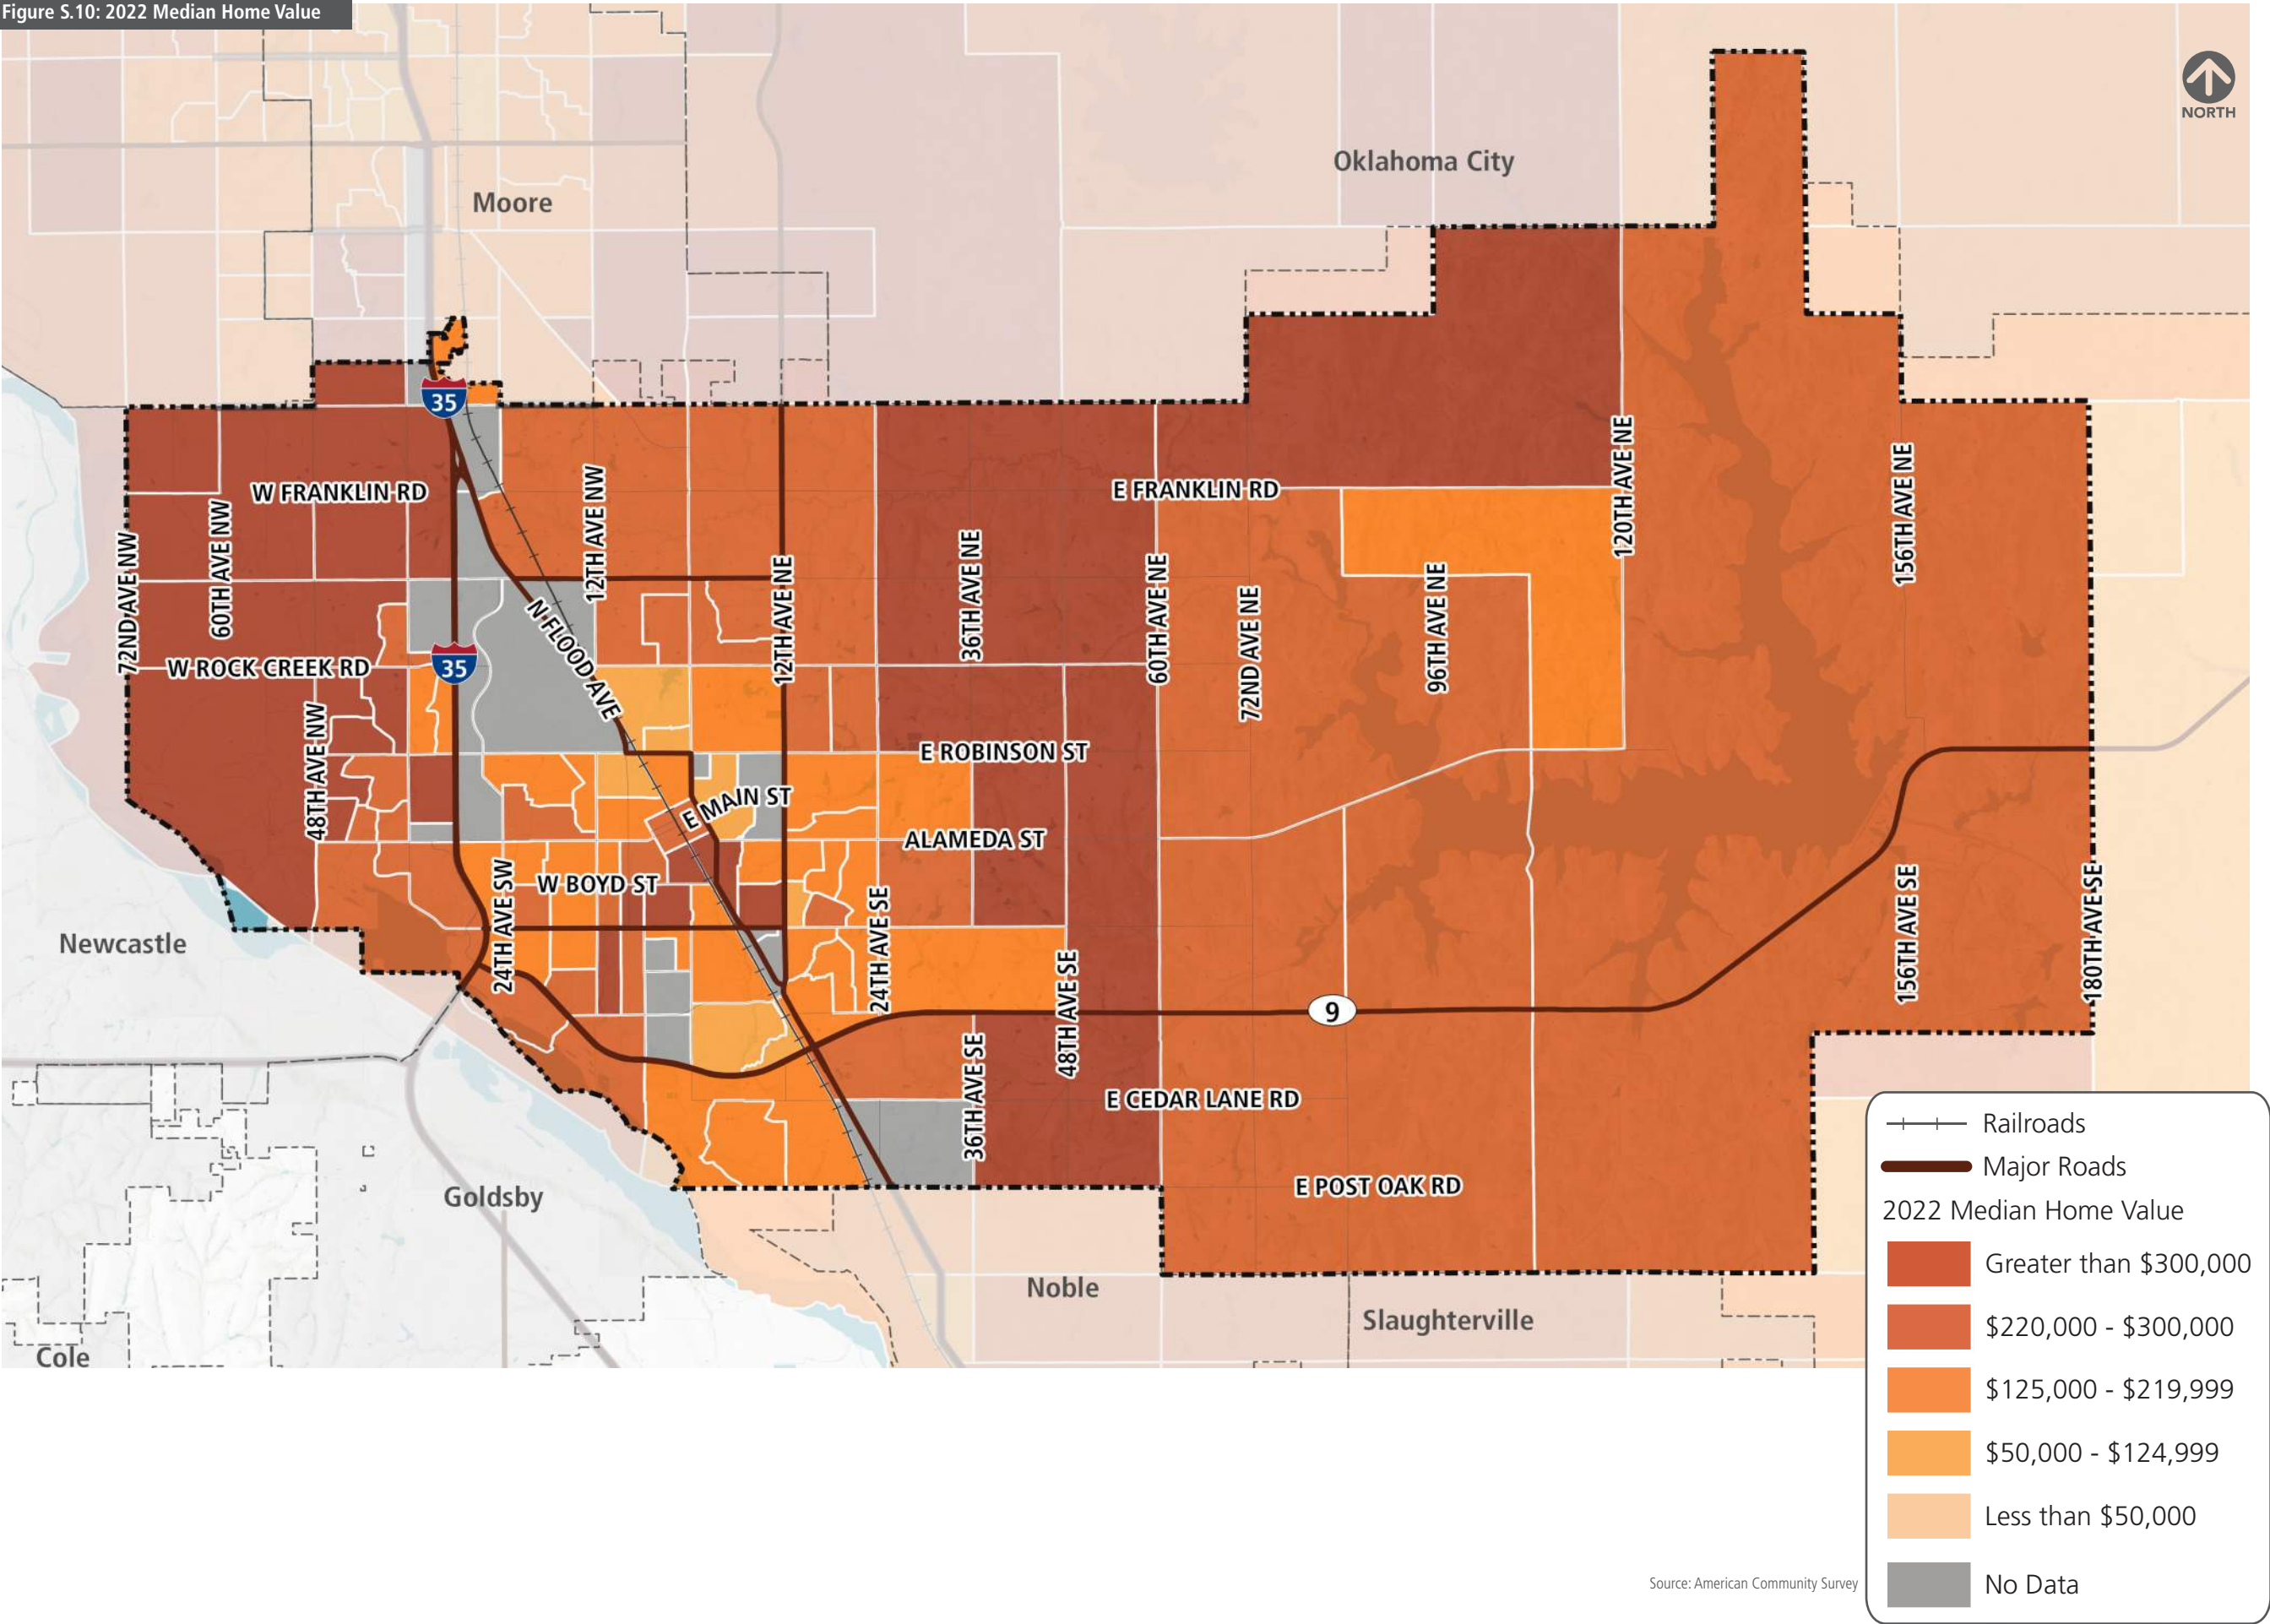 Figure S.10: 2022 Median Home Value
NORTH
Oklahoma City
Moore
35
W FRANKLIN RD
E FRANKLIN RD
72ND AVE NW
60TH AVE NW
12TH AVE NW
12TH AVE NE
36TH AVE NE
60TH AVE NE
72ND AVE NE
96TH AVE NE
120TH AVE NE
156TH AVE NE
N FLOOD AVE
W ROCK CREEK RD
35
48TH AVE NW
E ROBINSON ST
E MAIN ST
ALAMEDA ST
W BOYD ST
24TH AVE SW
24TH AVE SE
36TH AVE SE
48TH AVE SE
156TH AVE SE
180TH AVE SE
Newcastle
9
E CEDAR LANE RD
E POST OAK RD
Goldsby
Noble
Slaughterville
Cole
Railroads
Major Roads
2022 Median Home Value
Greater than $300,000
$220,000 - $300,000
$125,000 - $219,999
$50,000 - $124,999
Less than $50,000
No Data
Source: American Community Survey